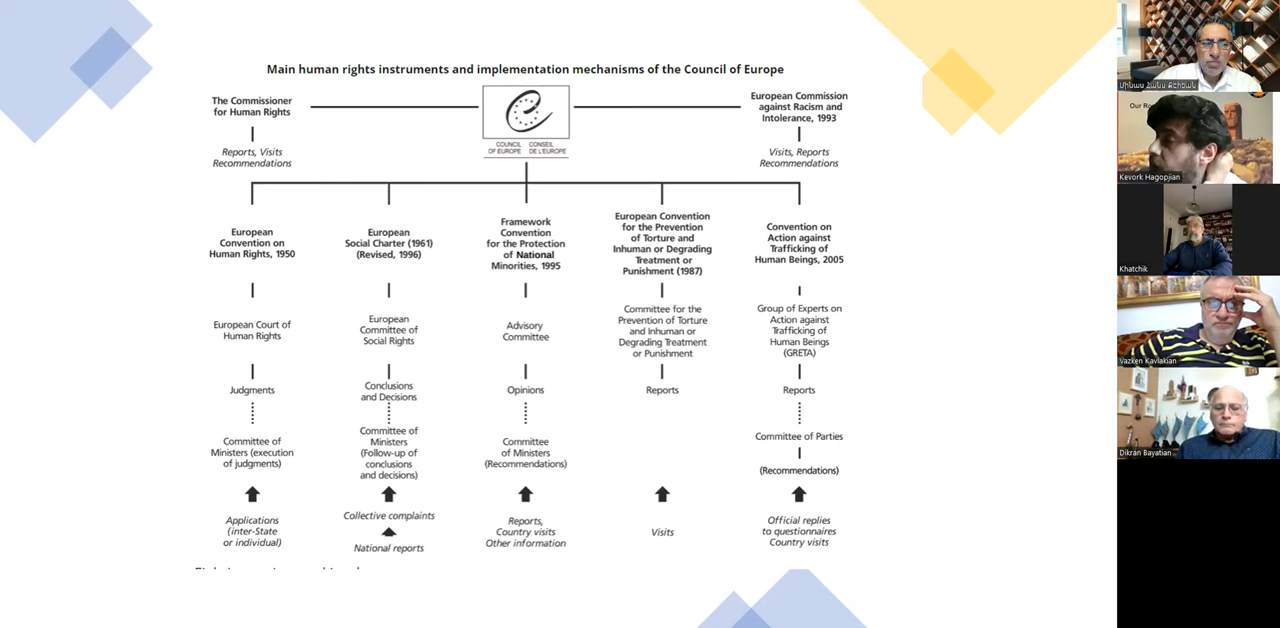 Main human rights instruments and implementation mechanisms of the Council of Europe
The Commissioner
for Human Rights
Reports, Visits
Recommendations
COUNCIL CONSEIL
OF EUROPE DE L'EUROPE
European Commission
against Racism and
Intolerance, 1993
Visits, Reports
Recommendations
European
Convention on
Human Rights, 1950
European Court of
Human Rights
Judgments
Committee of
Ministers (execution
of judgments)
Applications
(inter-State
or individual)
European
Social Charter (1961)
(Revised, 1996)
European
Committee of
Social Rights
Conclusions
and Decisions
Committee of
Ministers
(Follow-up of
conclusions
and decisions)
Collective complaints
National reports
Framework
Convention
for the Protection
of National
Minorities, 1995
Advisory
Committee
Opinions
Committee
of Ministers
(Recommendations)
Reports,
Country visits
Other information
European Convention
for the Prevention
of Torture and
Inhuman or Degrading
Treatment or
Punishment (1987)
Committee for the
Prevention of Torture
and Inhuman or
Degrading Treatment
or Punishment
Reports
Visits
Convention on
Action against
Trafficking of
Human Beings, 2005
Group of Experts on
Action against
Trafficking of
Human Beings
(GRETA)
Reports
Committee of Parties
(Recommendations)
Official replies
to questionnaires
Country visits
Our
Kevork Hagopjian
Khatchik
Vazken Kavlakian
Dikran Bayatian